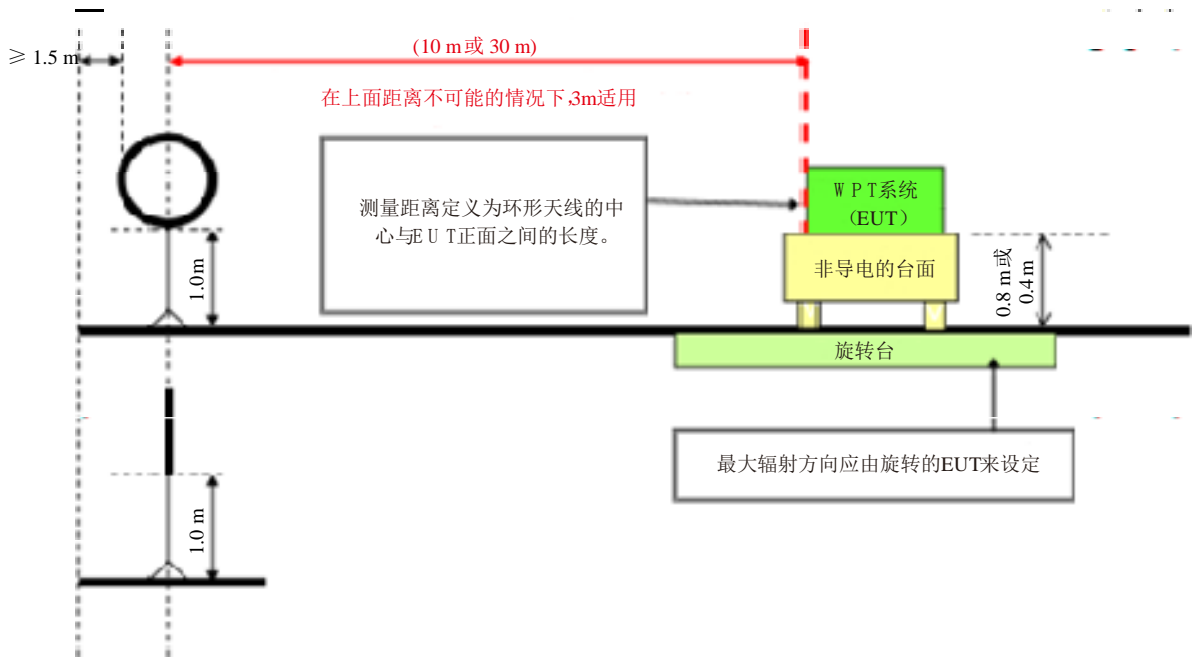 (10 m或 30 m)
≥ 1.5 m
在上面距离不可能的情况下,3m适用
测量距离定义为环形天线的中
心与EUT正面之间的长度。
WPT系统
(EUT)
非导电的台面
1.0 m
0.8 m或
0.4 m
旋转台
最大辐射方向应由旋转的EUT来设定
1.0 m